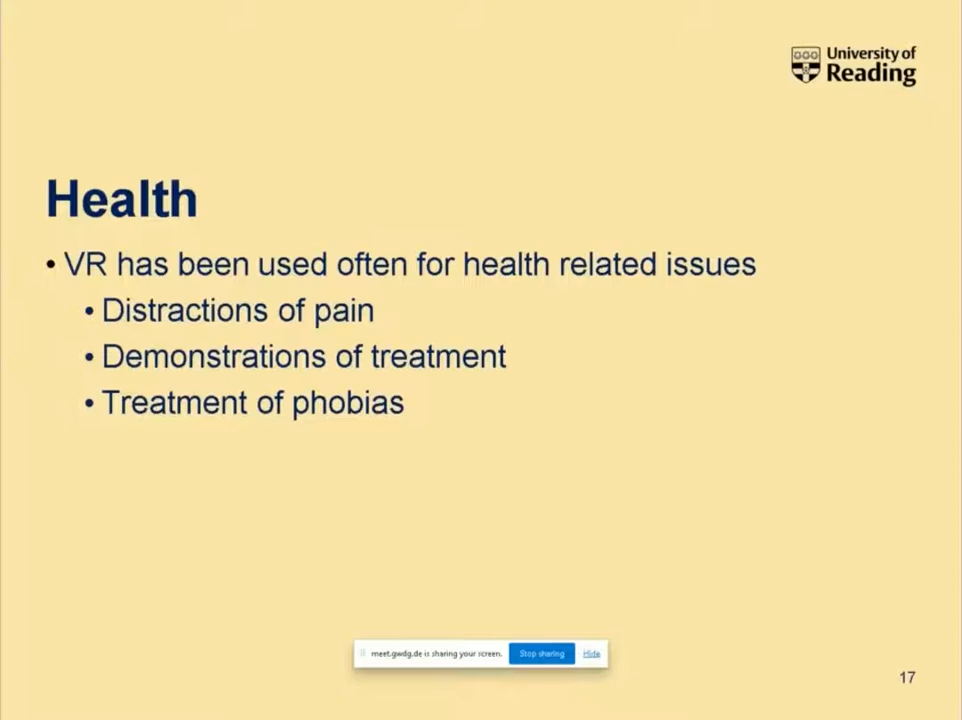 University of
Reading
Health
• VR has been used often for health related issues
• Distractions of pain
• Demonstrations of treatment
• Treatment of phobias
meet.gwdg.de is sharing your screen. Stop sharing Hide
17